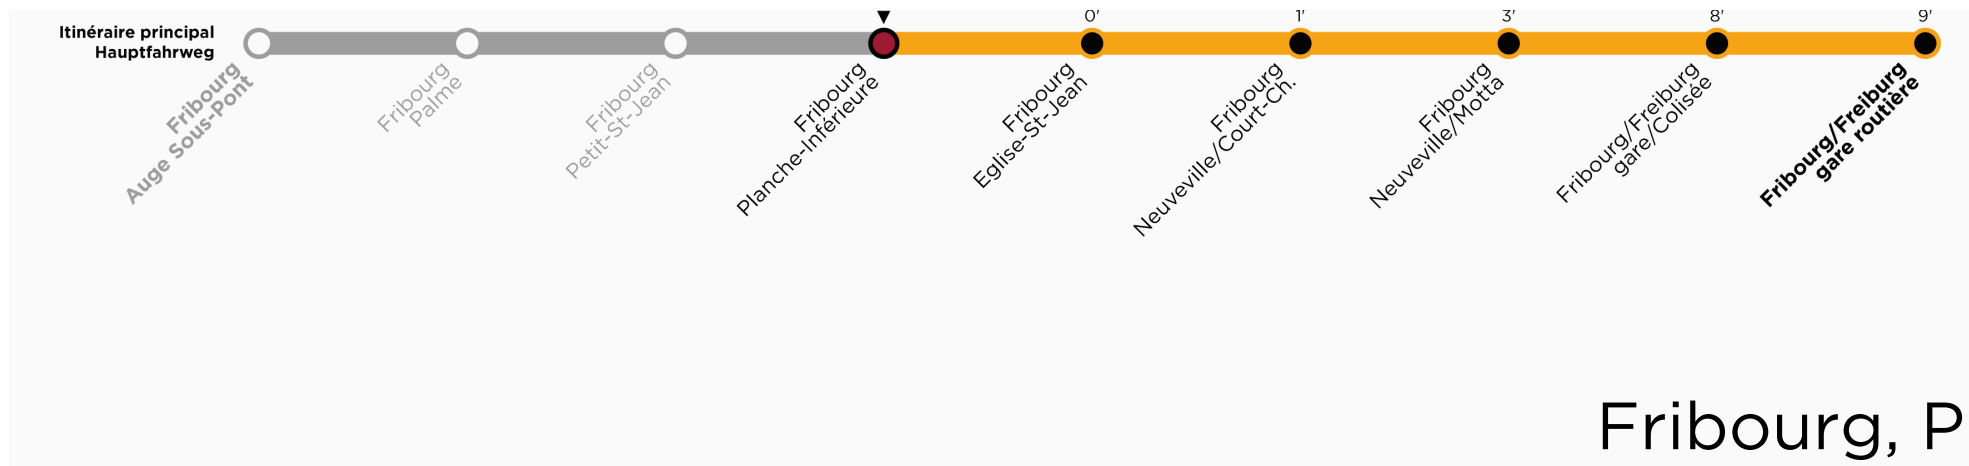 Itinéraire principal
Hauptfahrweg
0'
1'
3'
8'
9'
Fribourg
Auge Sous-Pont
Fribourg
Palme
Fribourg
Petit-St-Jean
Fribourg
Planche-Inférieure
Fribourg
Eglise-St-Jean
Fribourg
Neuveville/Court-Ch.
Fribourg
Neuveville/Motta
Fribourg/Freiburg
gare/Colisée
Fribourg/Freiburg
gare routière
Fribourg, P